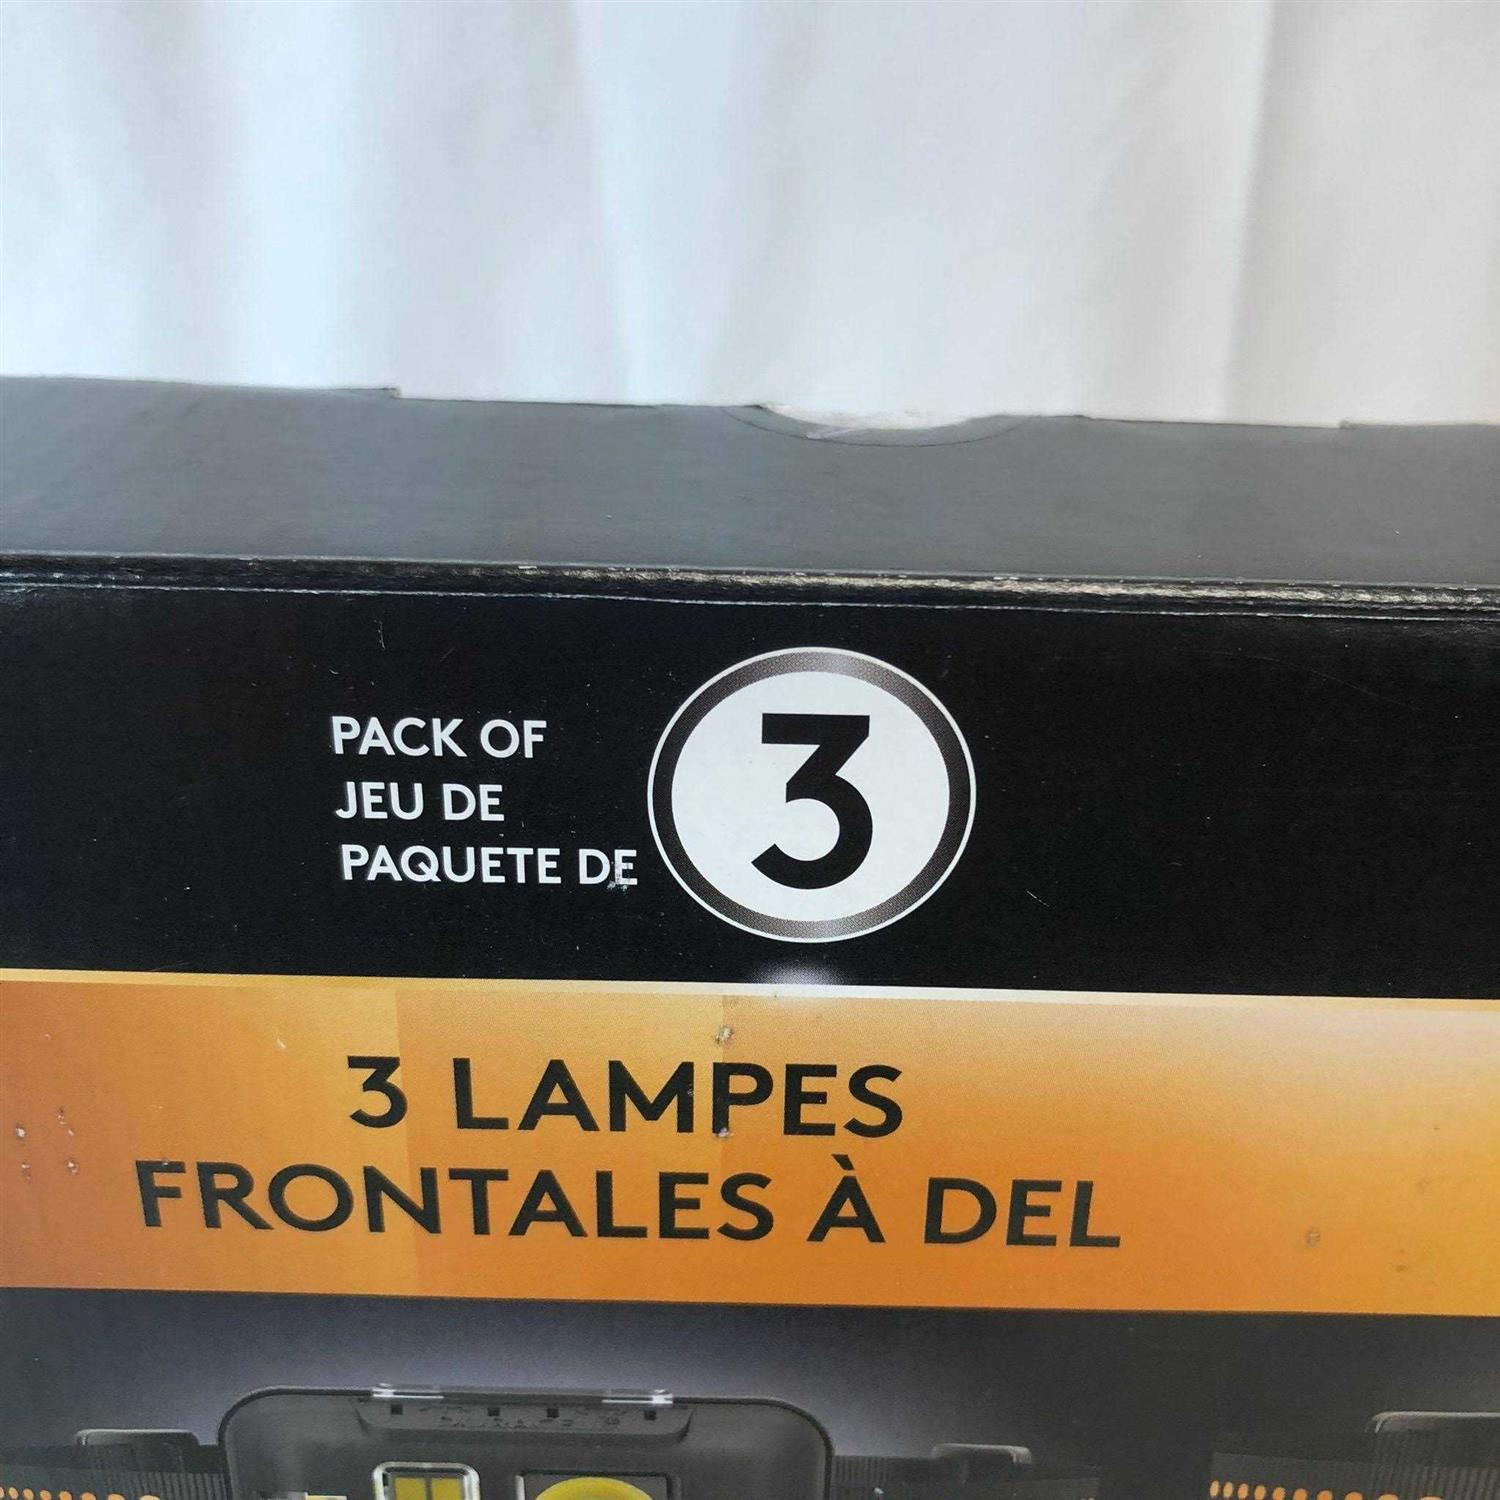 PACK OF
JEU DE
PAQUETE DE
3
3 LAMPES
FRONTALES À DEL